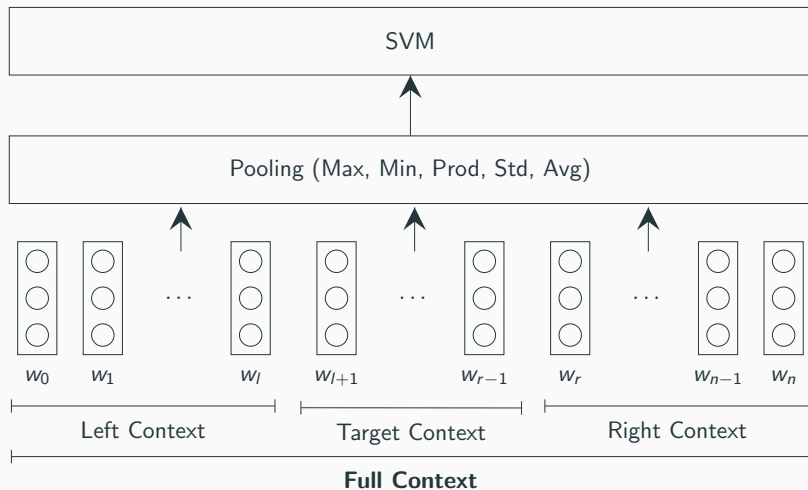 SVM
Pooling (Max, Min, Prod, Std, Avg)
... ... ...
w₀ w₁ wₗ wₗ₊₁ wᵣ₋₁ wᵣ wₙ₋₁ wₙ
Left Context Target Context Right Context
Full Context